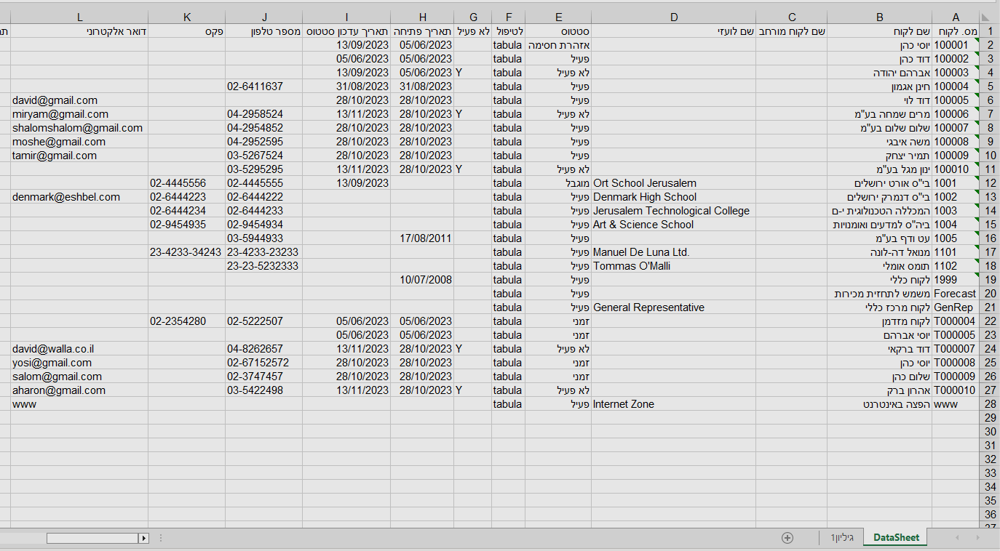 A B C D E F G H I J K L
1 מס. לקוח שם לקוח שם לקוח מורחב שם לועזי סטטוס לטיפול לא פעיל תאריך פתיחה תאריך עדכון סטטוס מספר טלפון פקס דואר אלקטרוני
2 100001 יוסי כהן אזהרת חסימה tabula 05/06/2023 13/09/2023
3 100002 דוד כהן פעיל tabula 05/06/2023 05/06/2023
4 100003 אברהם יהודה לא פעיל tabula Y 05/06/2023 13/09/2023
5 100004 חינן אגמון פעיל tabula 31/08/2023 31/08/2023 02-6411637
6 100005 דוד לוי פעיל tabula 28/10/2023 28/10/2023 david@gmail.com
7 100006 מרים שמחה בע"מ לא פעיל tabula Y 28/10/2023 13/11/2023 04-2958524 miryam@gmail.com
8 100007 שלום שלום בע"מ פעיל tabula 28/10/2023 28/10/2023 04-2954852 shalomshalom@gmail.com
9 100008 משה איבגי פעיל tabula 28/10/2023 28/10/2023 04-2952595 moshe@gmail.com
10 100009 תמיר יצחק פעיל tabula 28/10/2023 28/10/2023 03-5267524 tamir@gmail.com
11 100010 ינון מגל בע"מ לא פעיל tabula Y 28/10/2023 13/11/2023 03-5295295
12 1001 בי"ס אורט ירושלים Ort School Jerusalem מוגבל tabula 13/09/2023 02-4445555 02-4445556
13 1002 בי"ס דנמרק ירושלים Denmark High School פעיל tabula 02-6444222 02-6444223 denmark@eshbel.com
14 1003 המכללה הטכנולוגית י-ם Jerusalem Technological College פעיל tabula 02-6444233 02-6444234
15 1004 ביה"ס למדעים ואומנויות Art & Science School פעיל tabula 02-9454934 02-9454935
16 1005 עט ודף בע"מ פעיל tabula 17/08/2011 03-5944933
17 1101 מנואל דה-לונה Manuel De Luna Ltd. פעיל tabula 23-4233-23233 23-4233-34243
18 1102 תומס אומלי Tommas O'Malli פעיל tabula 23-23-5232333
19 1999 לקוח כללי פעיל tabula 10/07/2008
20 Forecast משמש לתחזית מכירות פעיל tabula
21 GenRep לקוח מרכז כללי General Representative פעיל tabula
22 T000004 לקוח מזדמן זמני tabula 05/06/2023 05/06/2023 02-5222507 02-2354280
23 T000005 יוסי אברהם זמני tabula 05/06/2023 05/06/2023
24 T000007 דוד ברקאי לא פעיל tabula Y 28/10/2023 13/11/2023 04-8262657 david@walla.co.il
25 T000008 יוסי כהן זמני tabula 28/10/2023 28/10/2023 02-67152572 yosi@gmail.com
26 T000009 שלום כהן זמני tabula 28/10/2023 28/10/2023 02-3747457 salom@gmail.com
27 T000010 אהרון ברק לא פעיל tabula Y 28/10/2023 13/11/2023 03-5422498 aharon@gmail.com
28 www הפצה באינטרנט Internet Zone פעיל tabula www
29
30
31
32
33
34
35
36
DataSheet גיליון1